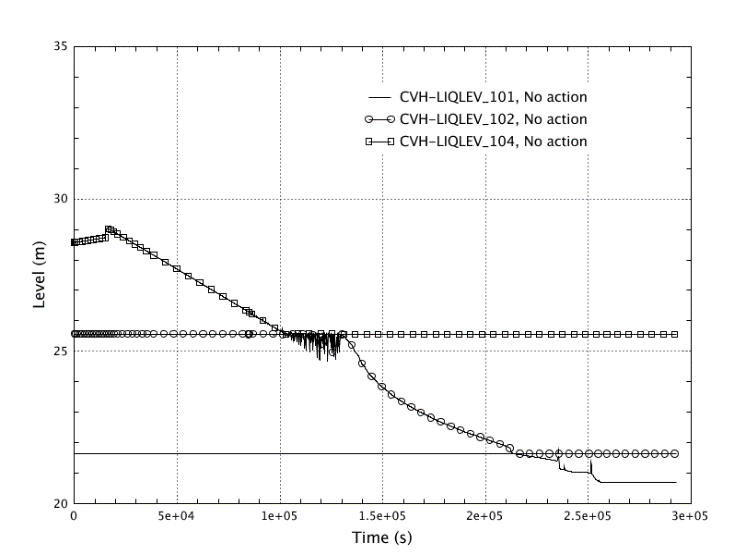 35
30
25
20
Level (m)
CVH-LIQLEV_101, No action
CVH-LIQLEV_102, No action
CVH-LIQLEV_104, No action
0 5e+04 1e+05 1.5e+05 2e+05 2.5e+05 3e+05
Time (s)